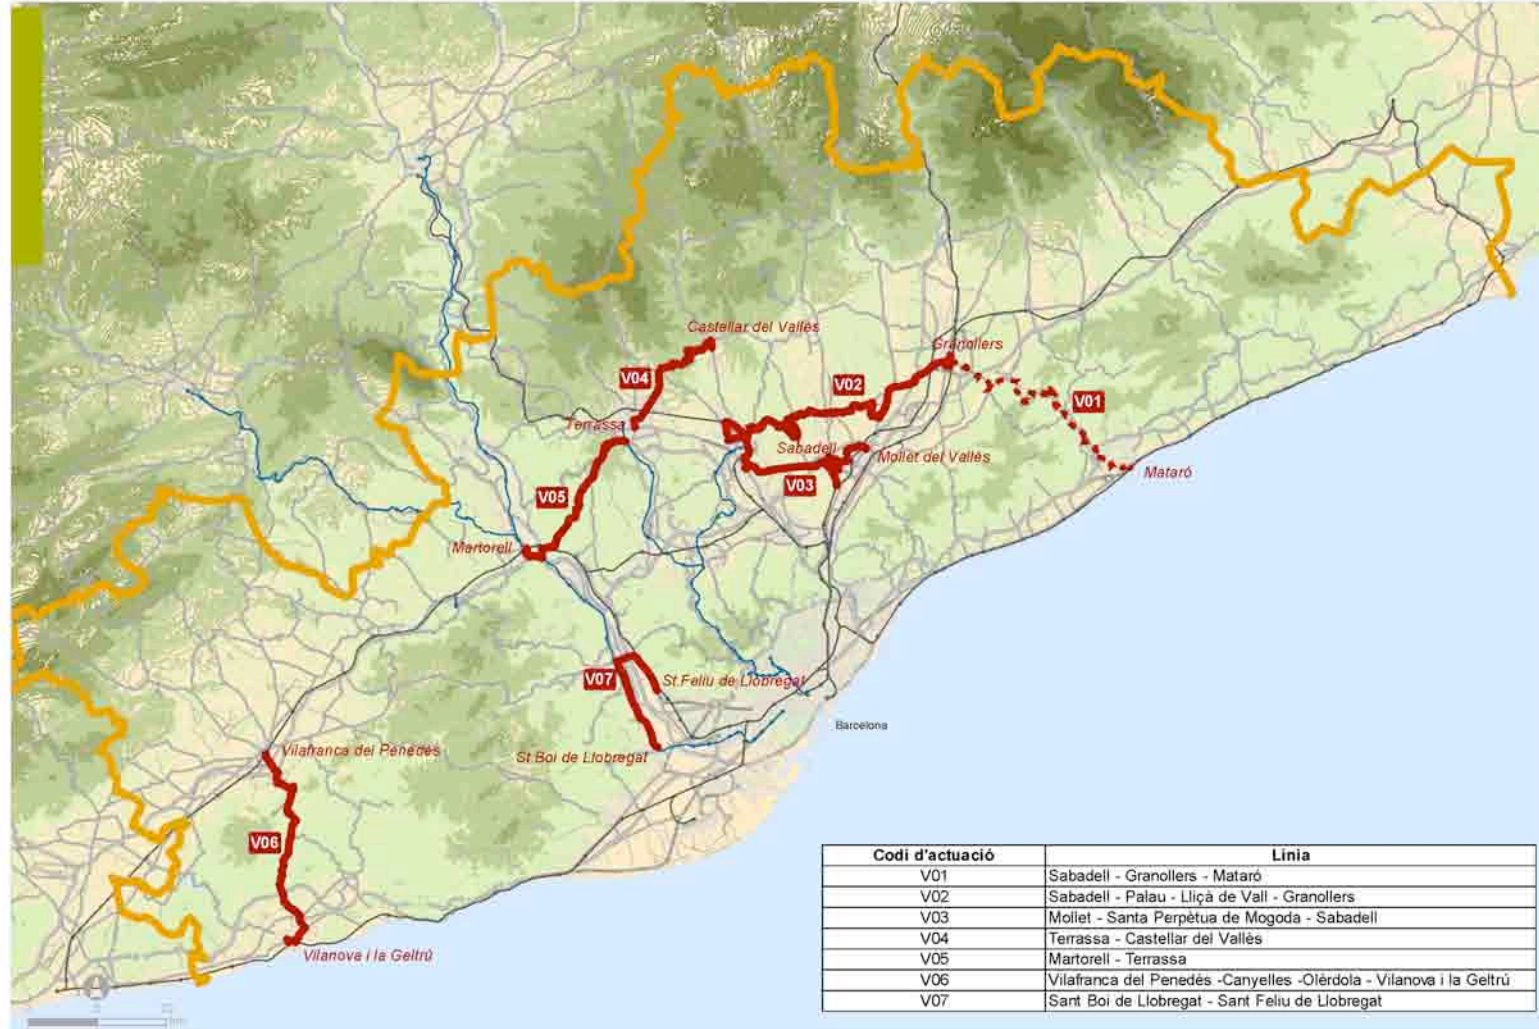 Castellar del Vallès
Granollers
V04
V02
V01
Terrassa
Sabadell
Mollet del Vallès
Mataró
V03
V05
Martorell
V07
St Feliu de Llobregat
Barcelona
Vilafranca del Penedès
St Boi de Llobregat
V06
Vilanova i la Geltrú
Codi d'actuació Línia
V01 Sabadell - Granollers - Mataró
V02 Sabadell - Palau - Lliçà de Vall - Granollers
V03 Mollet - Santa Perpètua de Mogoda - Sabadell
V04 Terrassa - Castellar del Vallès
V05 Martorell - Terrassa
V06 Vilafranca del Penedès -Canyelles -Olèrdola - Vilanova i la Geltrú
V07 Sant Boi de Llobregat - Sant Feliu de Llobregat